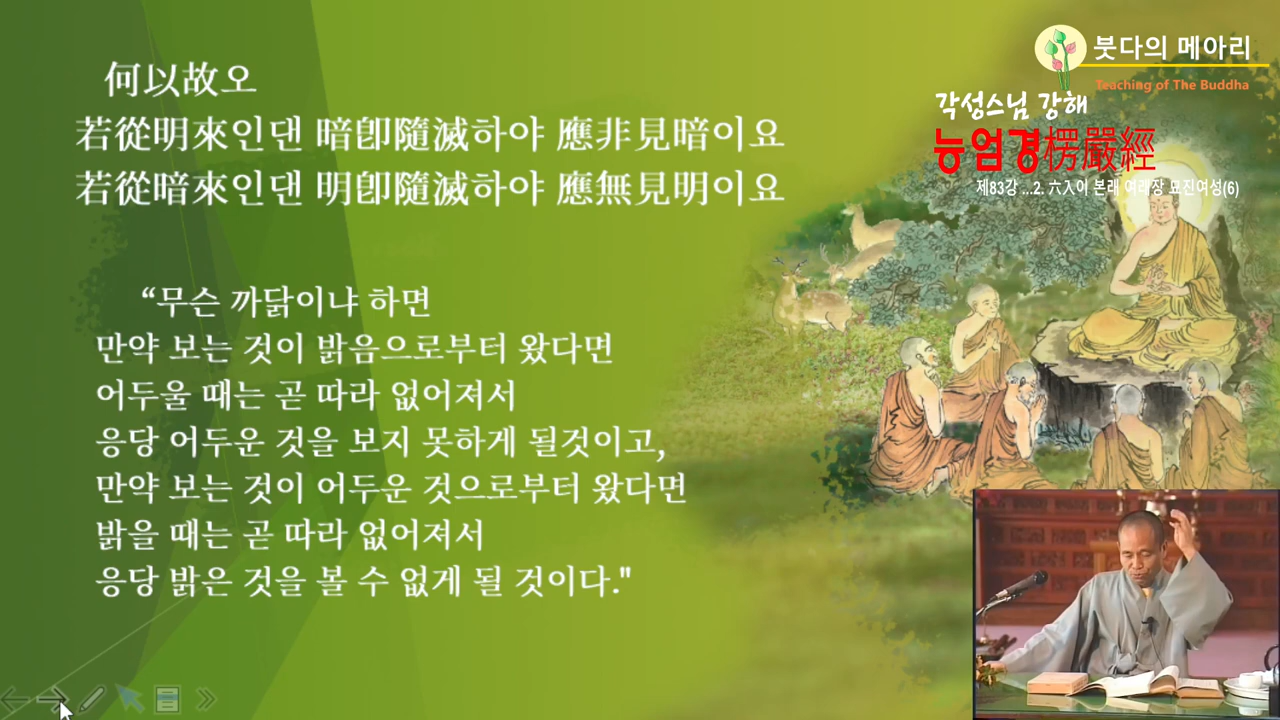 붓다의 메아리
Teaching of The Buddha
각성스님 강해
능엄경楞嚴經
제83강 ...2. 六入이 본래 여래장 묘진여성(6)
何以故오
若從明來인댄 暗卽隨滅하야 應非見暗이요
若從暗來인댄 明卽隨滅하야 應無見明이요
“무슨 까닭이냐 하면
만약 보는 것이 밝음으로부터 왔다면
어두울 때는 곧 따라 없어져서
응당 어두운 것을 보지 못하게 될것이고,
만약 보는 것이 어두운 것으로부터 왔다면
밝을 때는 곧 따라 없어져서
응당 밝은 것을 볼 수 없게 될 것이다."